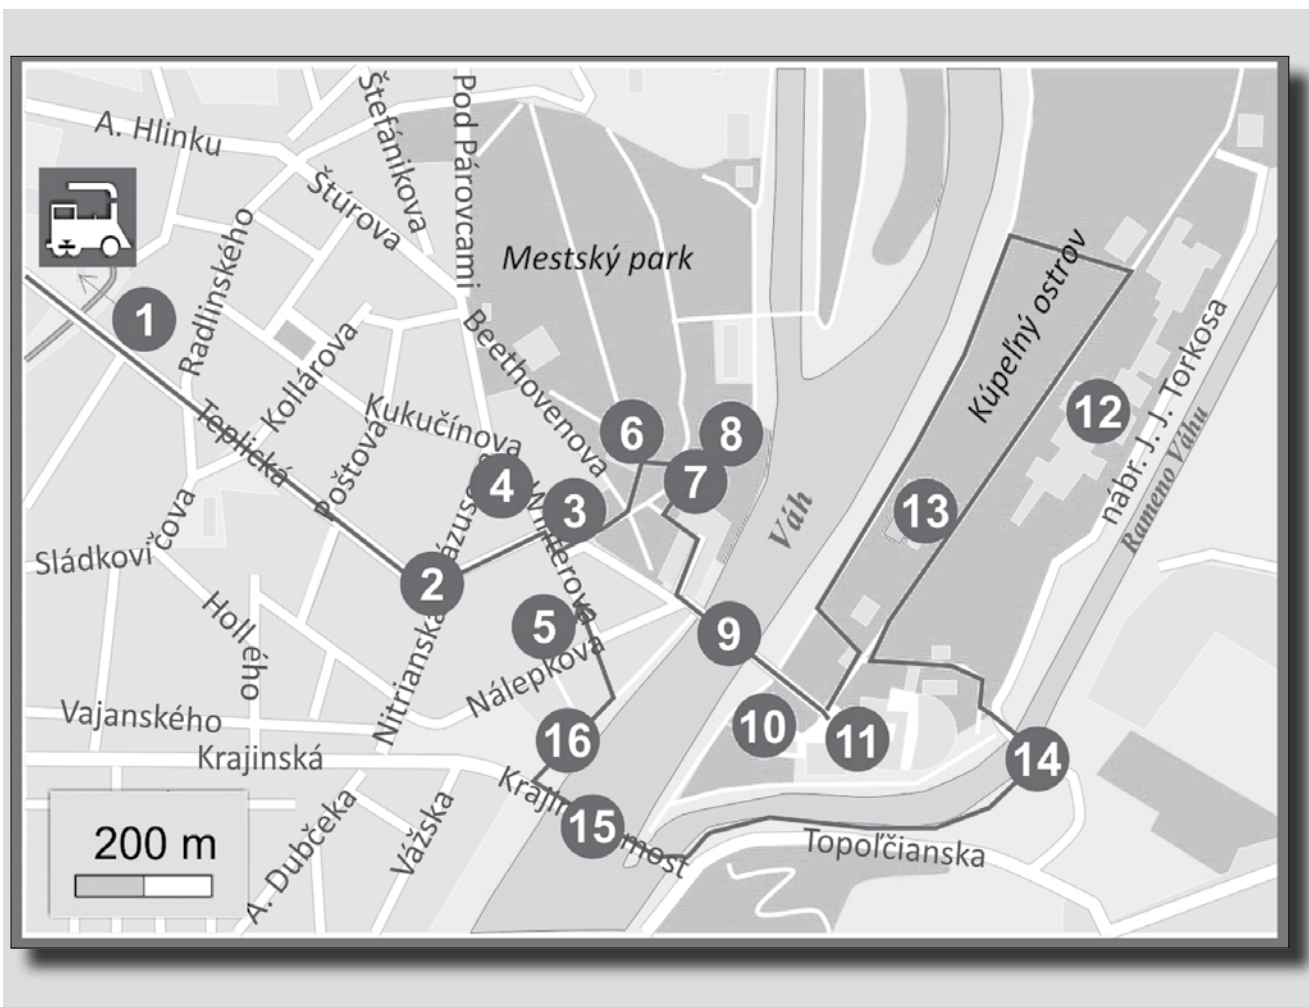 A. Hlinku
Štefánikova
Pod Párovcami
Štúrova
Radlinského
Mestský park
Kúpeľný ostrov
1
Kollárova
Beethovenova
nábr. J. J. Torkosa
Rameno Váhu
Teplická
Kukučínova
Poštová
6
8
7
12
4
3
Winterova
13
Váh
Sládkovičova
2
Hollého
5
9
Nitrianska
Nálepkova
Vajanského
10
11
16
Krajinská
14
15
most
Topoľčianska
200 m
A. Dubčeka
Vážska